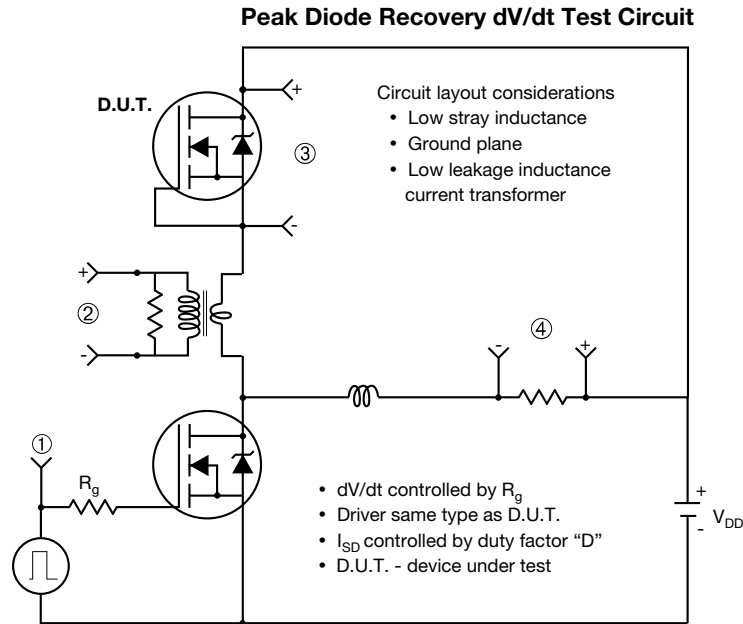 Peak Diode Recovery dV/dt Test Circuit
D.U.T.
+
③
-
Circuit layout considerations
• Low stray inductance
• Ground plane
• Low leakage inductance
current transformer
+
②
-
-
④
+
①
Rg
• dV/dt controlled by Rg
• Driver same type as D.U.T.
• ISD controlled by duty factor “D”
• D.U.T. - device under test
+
-
VDD